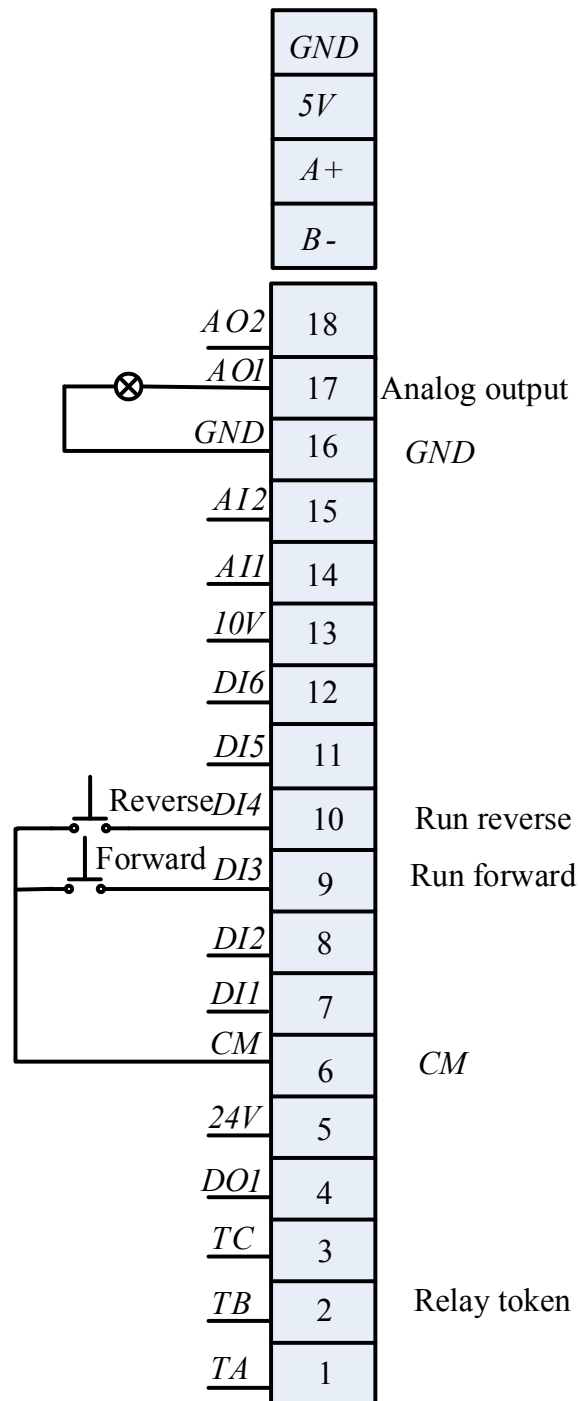 GND
5V
A+
B-
AO2 18
AO1 17 Analog output
GND 16 GND
AI2 15
AI1 14
10V 13
DI6 12
DI5 11
Reverse DI4 10 Run reverse
Forward DI3 9 Run forward
DI2 8
DI1 7
CM 6 CM
24V 5
DO1 4
TC 3
TB 2 Relay token
TA 1